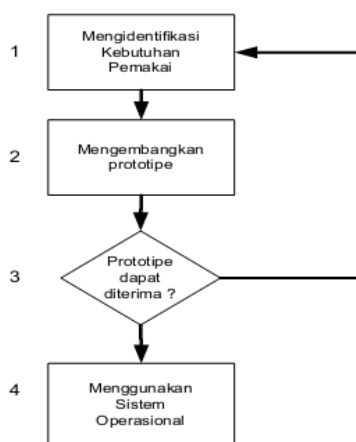 1
Mengidentifikasi
Kebutuhan
Pemakai
2
Mengembangkan
prototipe
3
Prototipe
dapat
diterima ?
4
Menggunakan
Sistem
Operasional